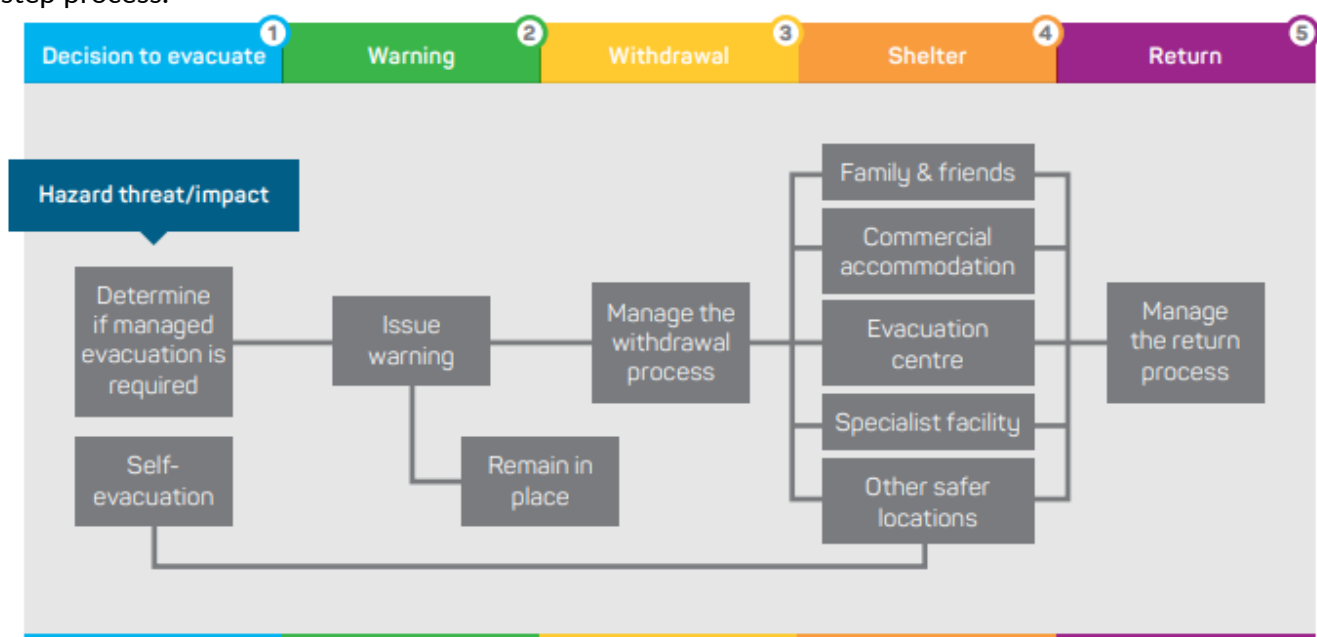 step process.
1
2
3
4
5
Decision to evacuate
Warning
Withdrawal
Shelter
Return
Hazard threat/impact
Determine
if managed
evacuation is
required
Self-
evacuation
Issue
warning
Remain in
place
Manage the
withdrawal
process
Family & friends
Commercial
accommodation
Evacuation
centre
Specialist facility
Other safer
locations
Manage
the return
process